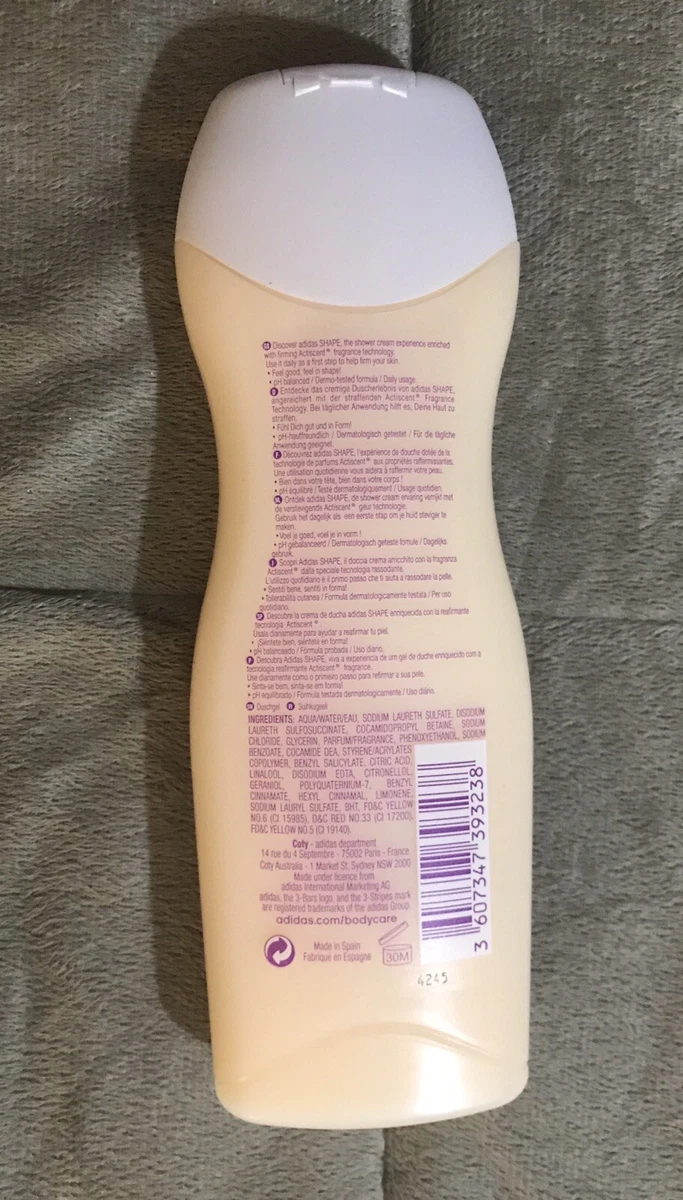 GB Discover adidas SHAPE, the shower cream experience enriched
with firming Actiscent® fragrance technology.
Use it daily as a first step to help firm your skin.
• Feel good, feel in shape!
• pH balanced / Dermo-tested formula / Daily usage.
D Entdecke das cremige Duscherlebnis von adidas SHAPE,
angereichert mit der straffenden Actiscent® Fragrance
Technology. Bei täglicher Anwendung hilft es, Deine Haut zu
straffen.
• Fühl Dich gut und in Form!
• pH-hautfreundlich / Dermatologisch getestet / Für die tägliche
Anwendung geeignet.
F Découvrez adidas SHAPE, l'expérience de douche dotée de la
technologie de parfums Actiscent® aux propriétés raffermissantes.
Une utilisation quotidienne vous aidera à raffermir votre peau.
• Bien dans votre tête, bien dans votre corps !
• pH équilibré / Testé dermatologiquement / Usage quotidien.
NL Ontdek adidas SHAPE, de shower cream ervaring verrijkt met
de verstevigende Actiscent® geur technologie.
Gebruik het dagelijk als een eerste stap om je huid steviger te
maken.
• Voel je goed, voel je in vorm !
• pH gebalanceerd / Dermatologisch geteste formule / Dagelijks
gebruik.
I Scopri Adidas SHAPE, il doccia crema arricchito con la fragranza
Actiscent® dalla speciale tecnologia rassodante.
L'utilizzo quotidiano è il primo passo che ti aiuta a rassodare la pelle.
• Sentiti bene, sentiti in forma!
• Tollerabilità cutanea / Formula dermatologicamente testata / Per uso
quotidiano.
SP Descubre la crema de ducha adidas SHAPE enriquecida con la reafirmante
tecnología Actiscent®
Úsala diariamente para ayudar a reafirmar tu piel.
• ¡Siéntete bien, siéntete en forma!
• pH balanceado / Fórmula probada / Uso diario.
P Descubra Adidas SHAPE, viva a experiencia de um gel de duche enriquecido com a
tecnologia reafirmante Actiscent® fragrance.
Use diariamente como o primeiro passo para refirmar a sua pele.
• Sinta-se bem, sinta-se em forma!
• pH equilibrado / Fórmula testada dermatologicamente / Uso diário.
Duschgel Suihkugeeli
INGREDIENTS: AQUA/WATER/EAU, SODIUM LAURETH SULFATE, DISODIUM
LAURETH SULFOSUCCINATE, COCAMIDOPROPYL BETAINE, SODIUM
CHLORIDE, GLYCERIN, PARFUM/FRAGRANCE, PHENOXYETHANOL, SODIUM
BENZOATE, COCAMIDE DEA, STYRENE/ACRYLATES
COPOLYMER, BENZYL SALICYLATE, CITRIC ACID,
LINALOOL, DISODIUM EDTA, CITRONELLOL,
GERANIOL, POLYQUATERNIUM-7, BENZYL
CINNAMATE, HEXYL CINNAMAL, LIMONENE,
SODIUM LAURYL SULFATE, BHT, FD&C YELLOW
NO.6 (CI 15985), D&C RED NO.33 (CI 17200),
FD&C YELLOW NO.5 (CI 19140).
Coty - adidas department
14 rue du 4 Septembre - 75002 Paris - France
Coty Australia - 1 Market St, Sydney NSW 2000
Made under licence from
adidas International Marketing AG
adidas, the 3-Bars logo, and the 3-Stripes mark
are registered trademarks of the adidas Group.
adidas.com/bodycare
Made in Spain
Fabriqué en Espagne
30M
3 607347 393238
4245